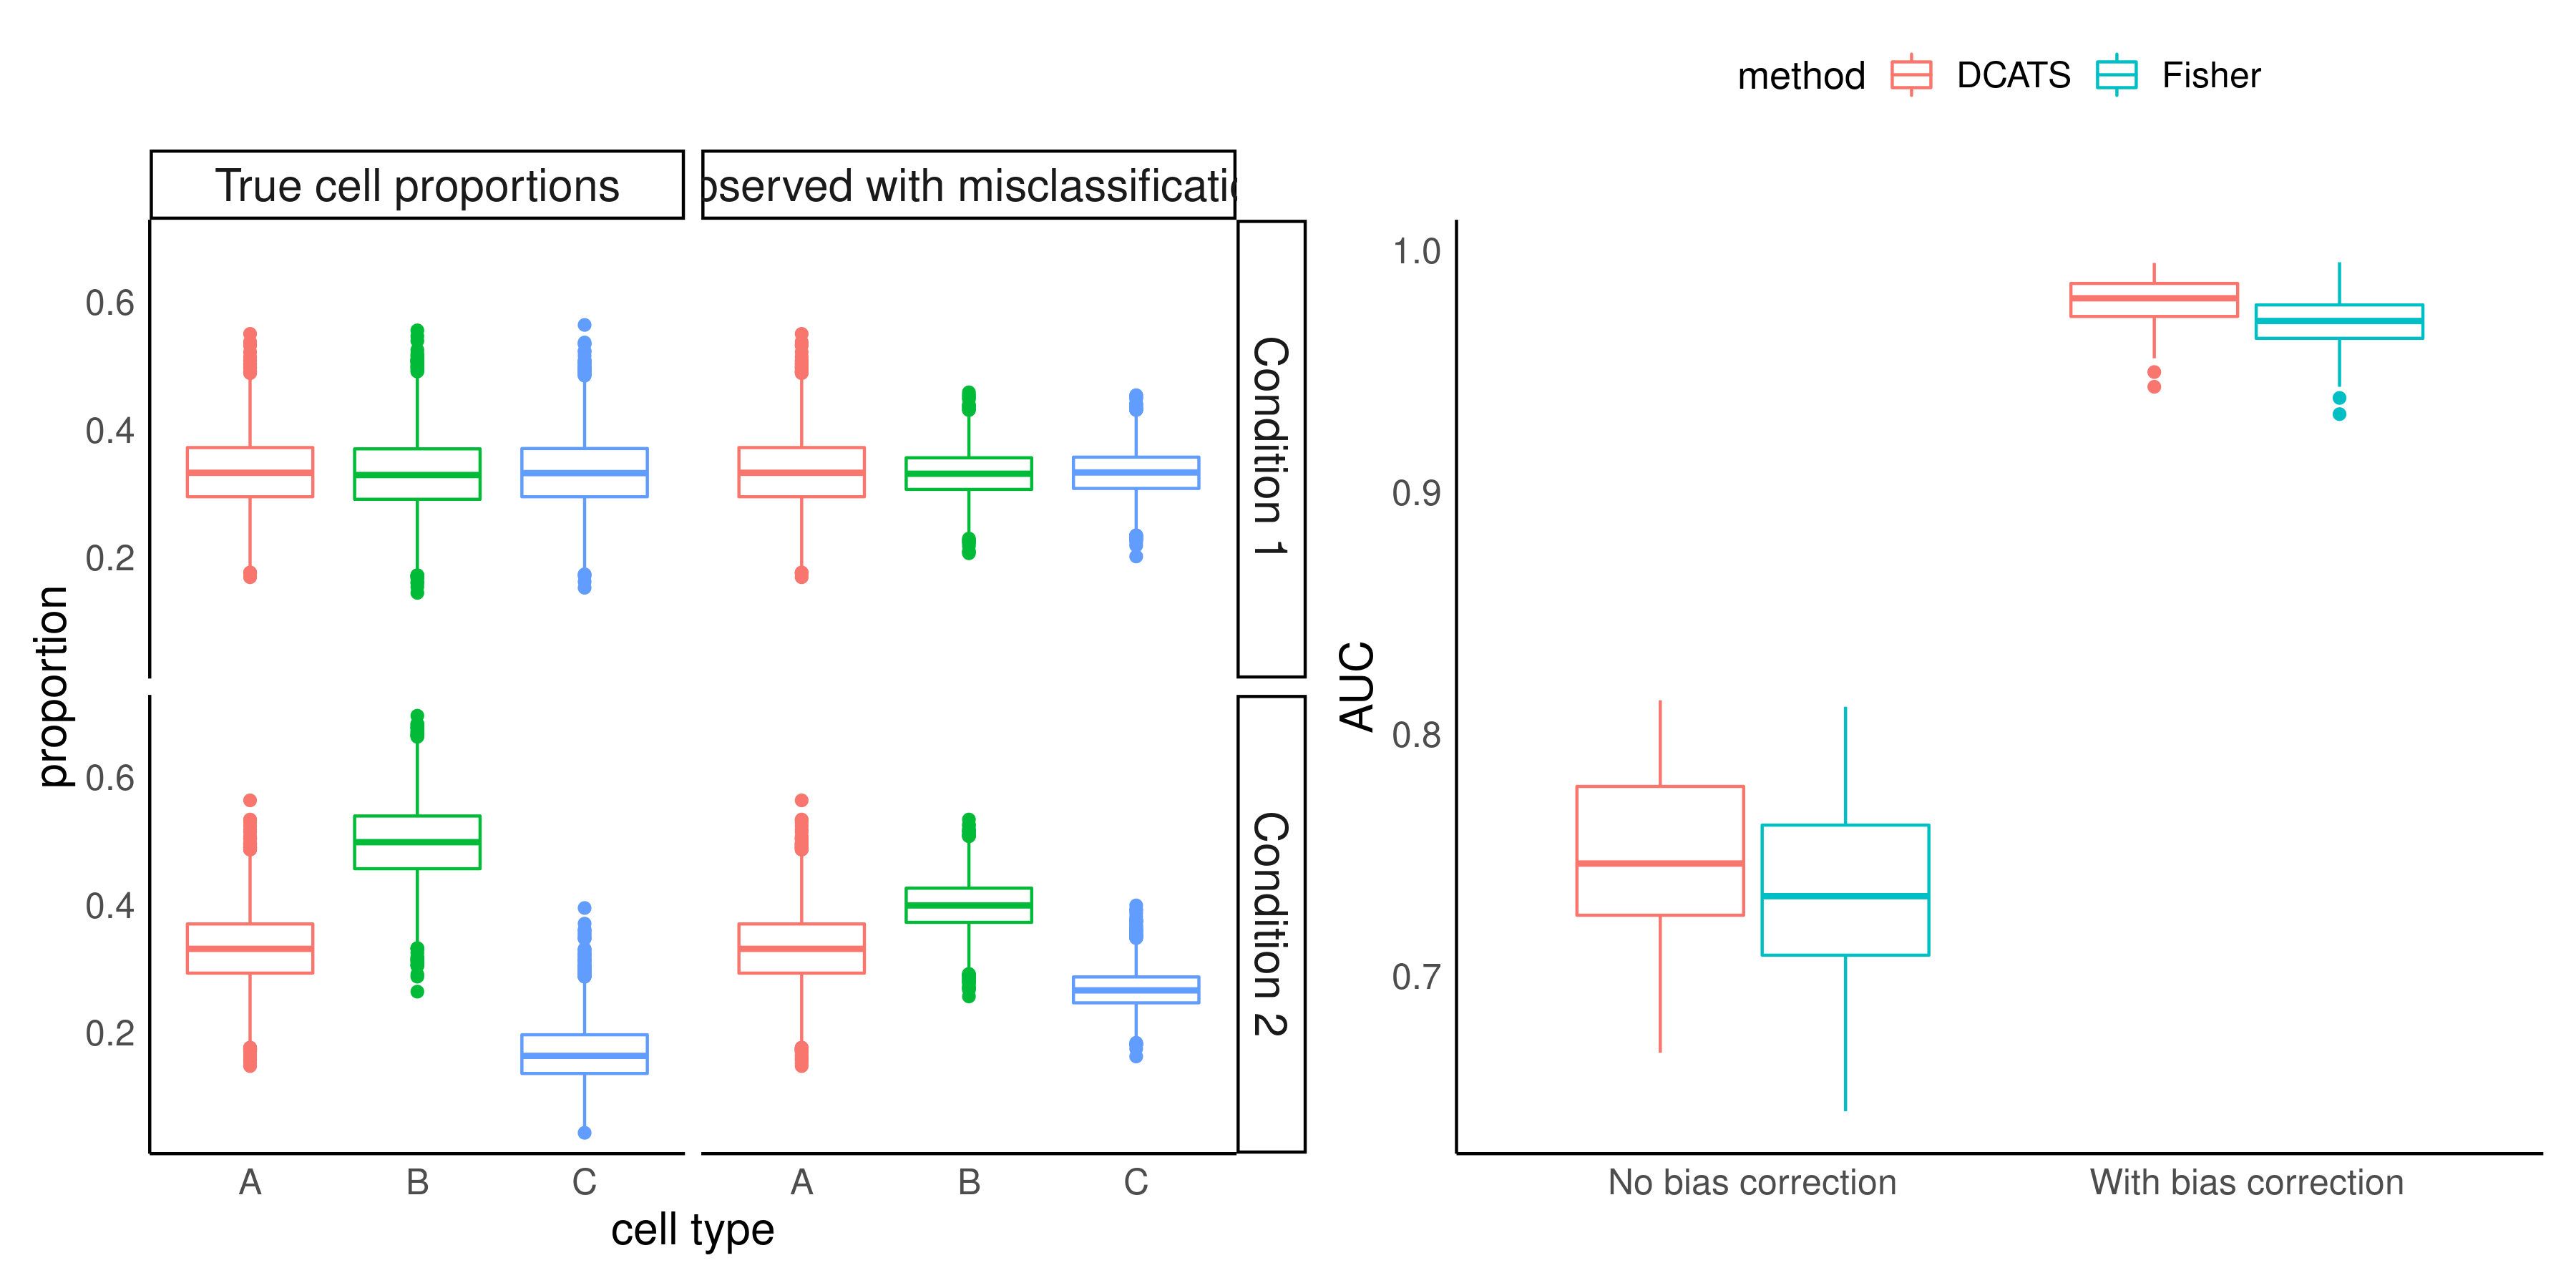 method DCATS Fisher
True cell proportions
with
Condition 1
Condition 2
proportion
0.6
0.4
0.2
0.6
0.4
0.2
A B C A B C
cell type
AUC
1.0
0.9
0.8
0.7
No bias correction With bias correction